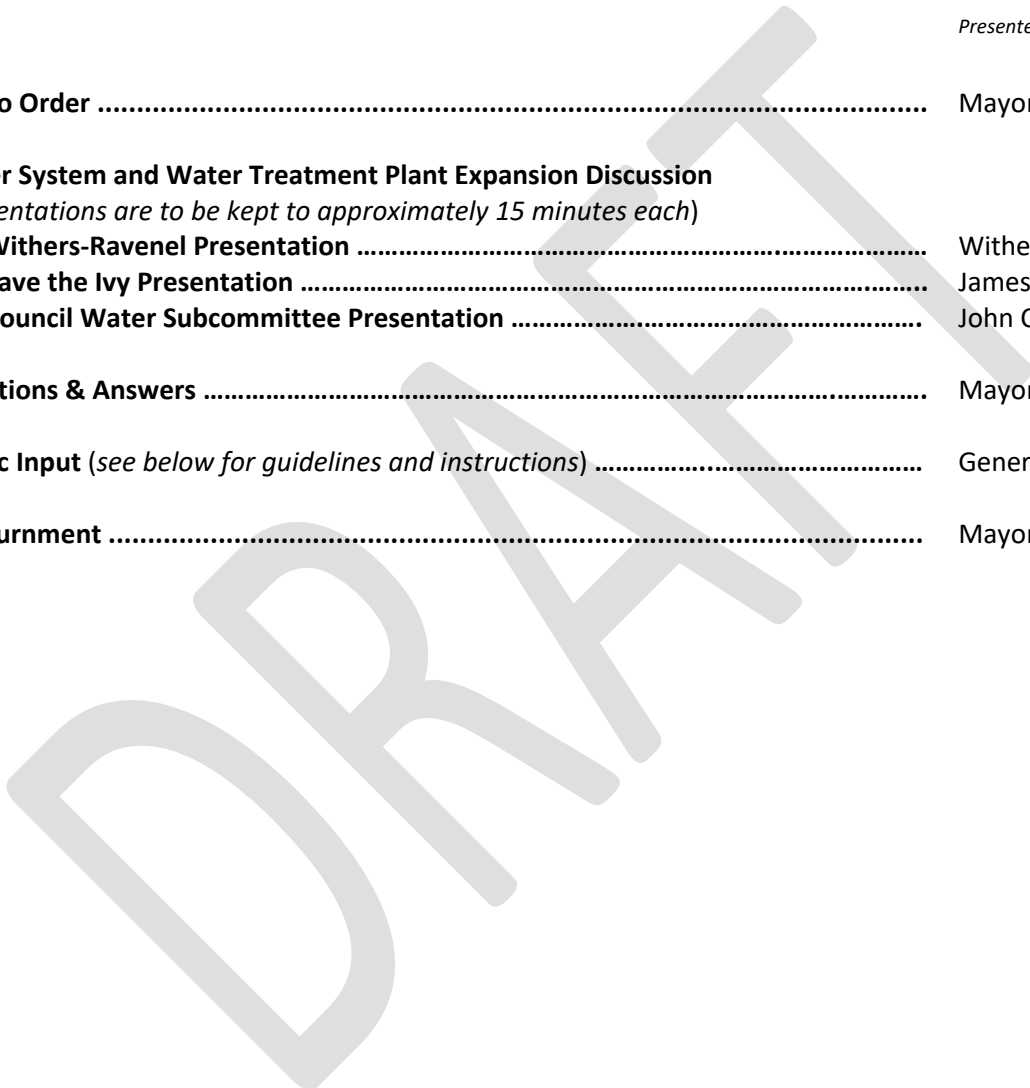 Presente
o Order ........................................................................................................ Mayor
r System and Water Treatment Plant Expansion Discussion
entations are to be kept to approximately 15 minutes each)
Withers-Ravenel Presentation ……………………………………………………………… Withe
ave the Ivy Presentation …………………………………………………………………….. James
ouncil Water Subcommittee Presentation …………………………………………. John
tions & Answers ………………………………………………………………………………. Mayor
c Input (see below for guidelines and instructions) ……………………………… Gener
urnment ...................................................................................................... Mayor
DRAFT